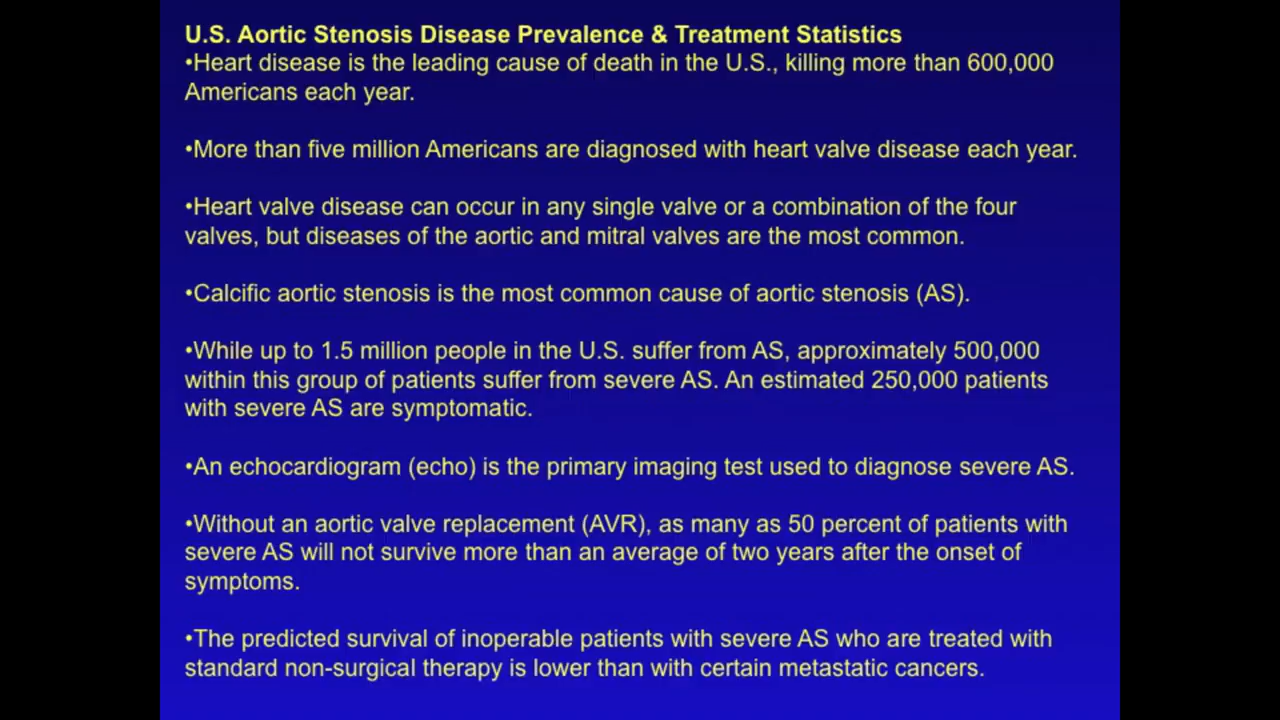 U.S. Aortic Stenosis Disease Prevalence & Treatment Statistics
•Heart disease is the leading cause of death in the U.S., killing more than 600,000
Americans each year.
•More than five million Americans are diagnosed with heart valve disease each year.
•Heart valve disease can occur in any single valve or a combination of the four
valves, but diseases of the aortic and mitral valves are the most common.
•Calcific aortic stenosis is the most common cause of aortic stenosis (AS).
•While up to 1.5 million people in the U.S. suffer from AS, approximately 500,000
within this group of patients suffer from severe AS. An estimated 250,000 patients
with severe AS are symptomatic.
•An echocardiogram (echo) is the primary imaging test used to diagnose severe AS.
•Without an aortic valve replacement (AVR), as many as 50 percent of patients with
severe AS will not survive more than an average of two years after the onset of
symptoms.
•The predicted survival of inoperable patients with severe AS who are treated with
standard non-surgical therapy is lower than with certain metastatic cancers.